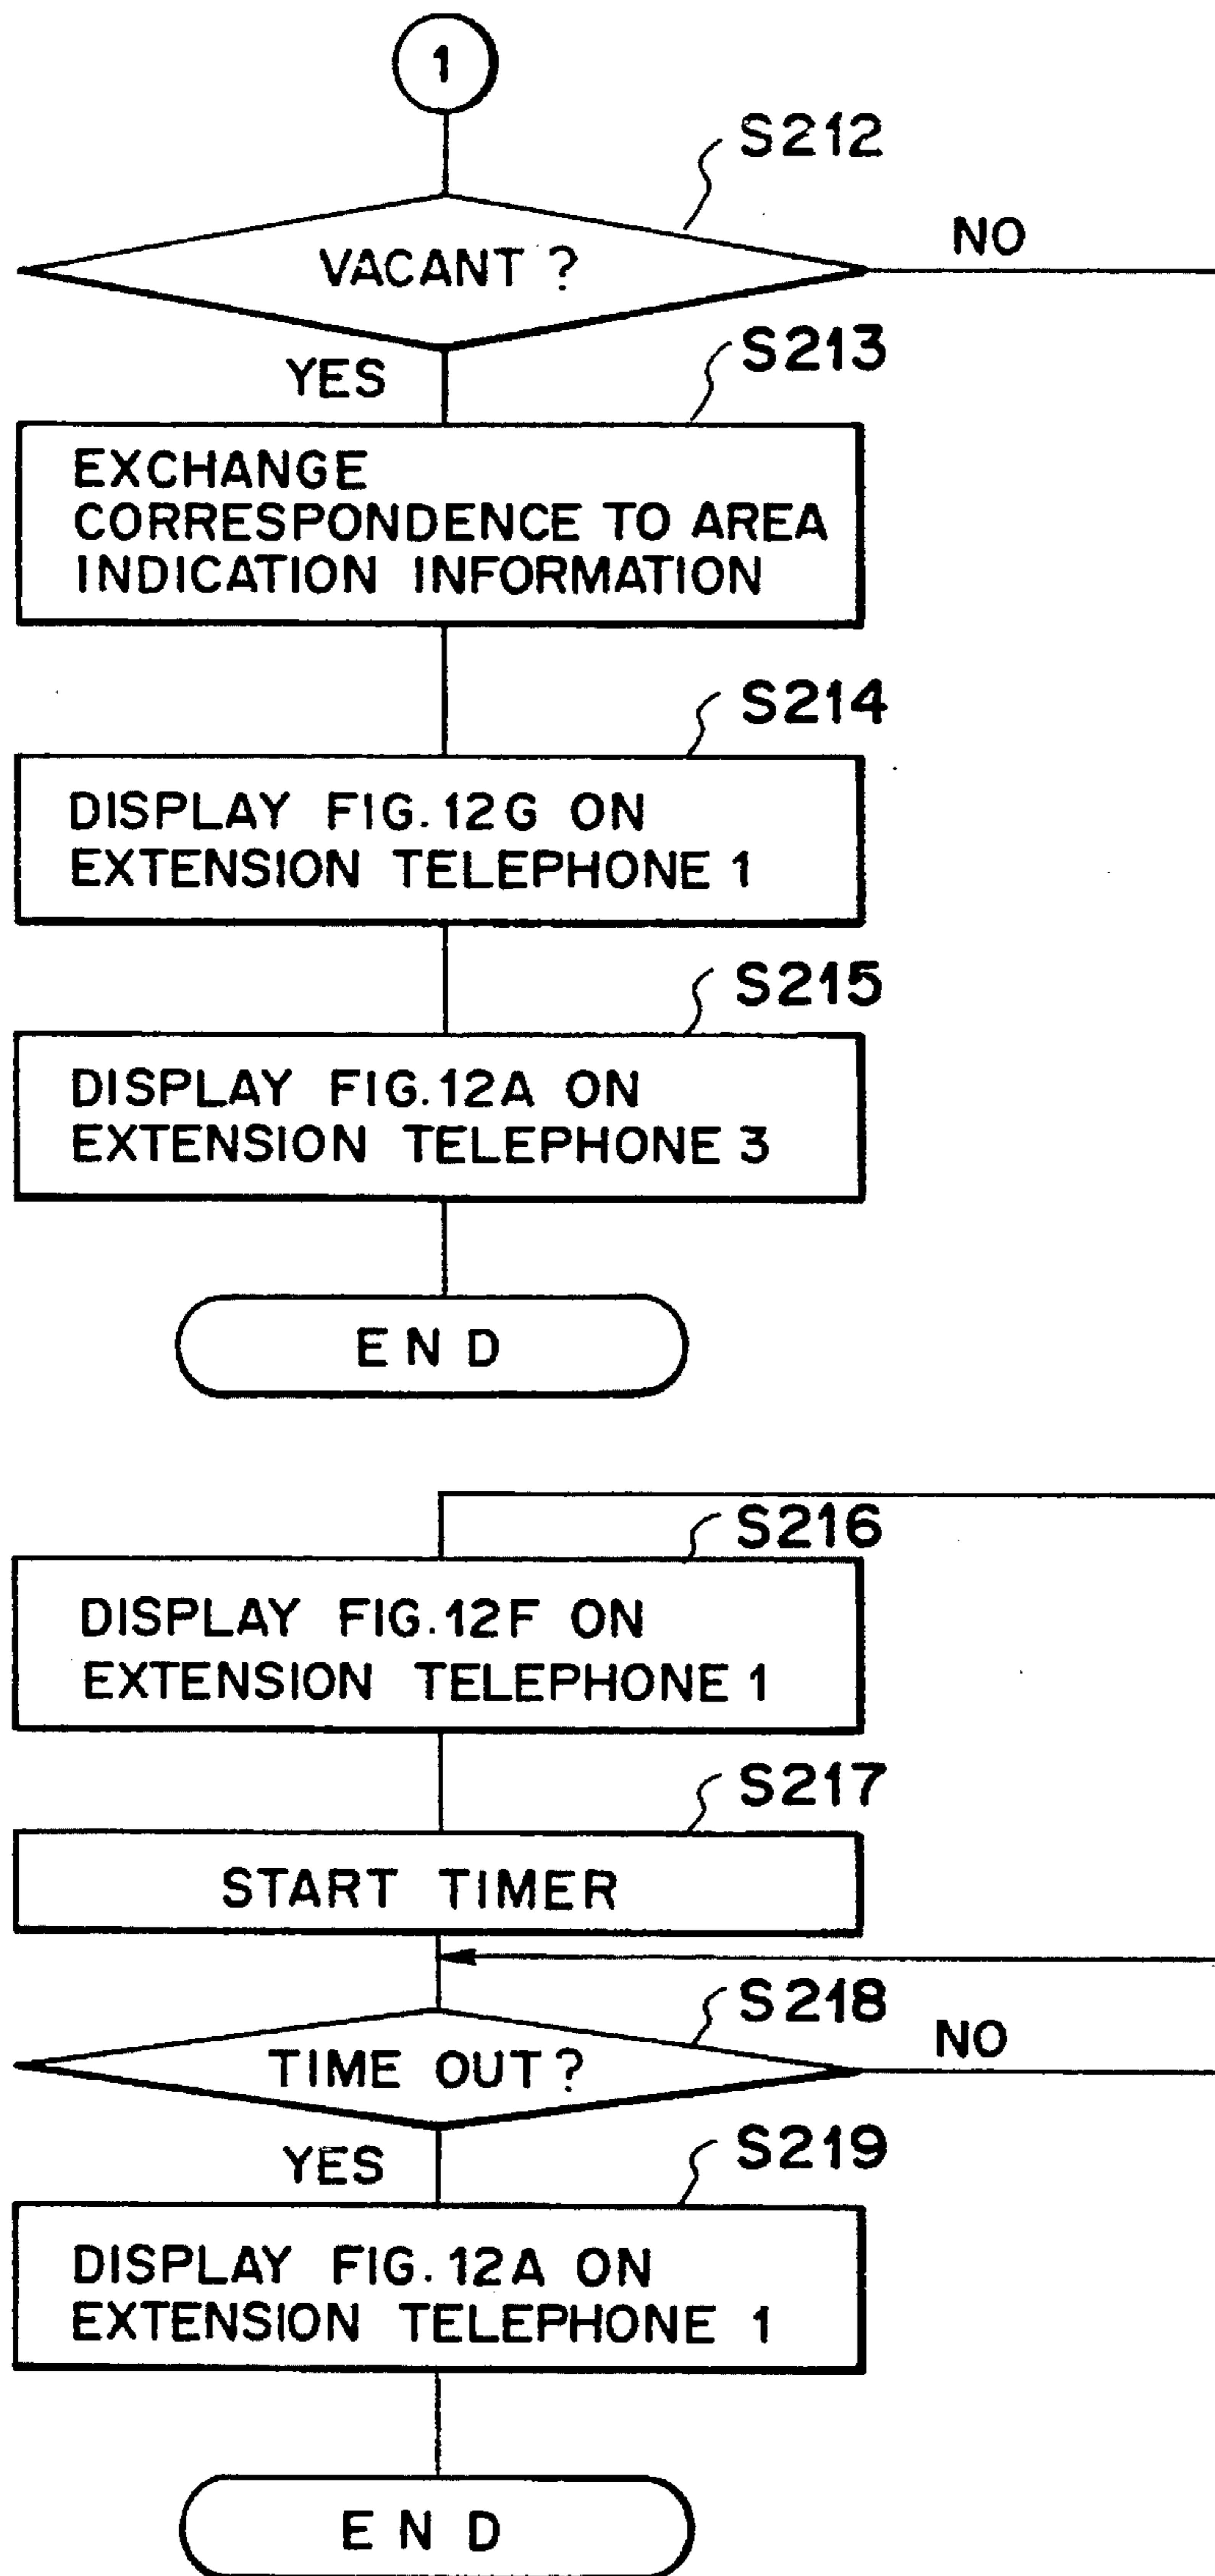 1
S212
VACANT ?
NO
YES
S213
EXCHANGE
CORRESPONDENCE TO AREA
INDICATION INFORMATION
S214
DISPLAY FIG.12G ON
EXTENSION TELEPHONE 1
S215
DISPLAY FIG.12A ON
EXTENSION TELEPHONE 3
END
S216
DISPLAY FIG.12F ON
EXTENSION TELEPHONE 1
S217
START TIMER
S218
TIME OUT?
NO
YES
S219
DISPLAY FIG.12A ON
EXTENSION TELEPHONE 1
END